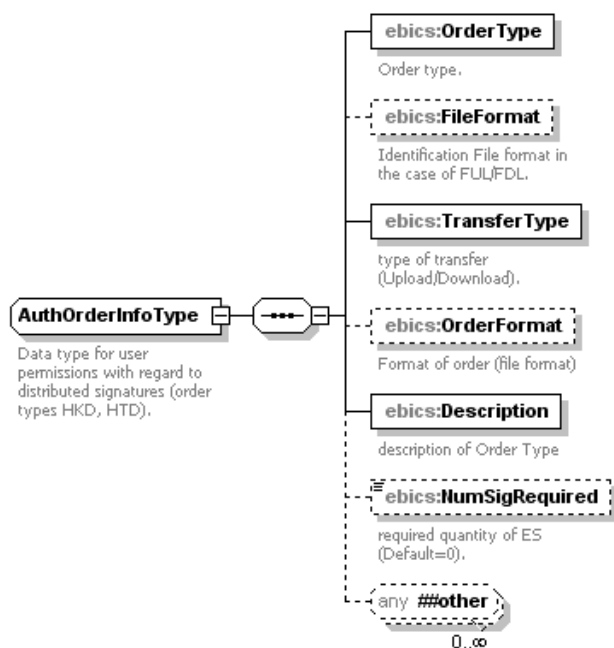 ebics:OrderType
Order type.
ebics:FileFormat
Identification File format in
the case of FUL/FDL.
ebics:TransferType
type of transfer
(Upload/Download).
AuthOrderInfoType
Data type for user
permissions with regard to
distributed signatures (order
types HKD, HTD).
ebics:OrderFormat
Format of order (file format)
ebics:Description
description of Order Type
ebics:NumSigRequired
required quantity of ES
(Default=0).
any ##other
0..∞